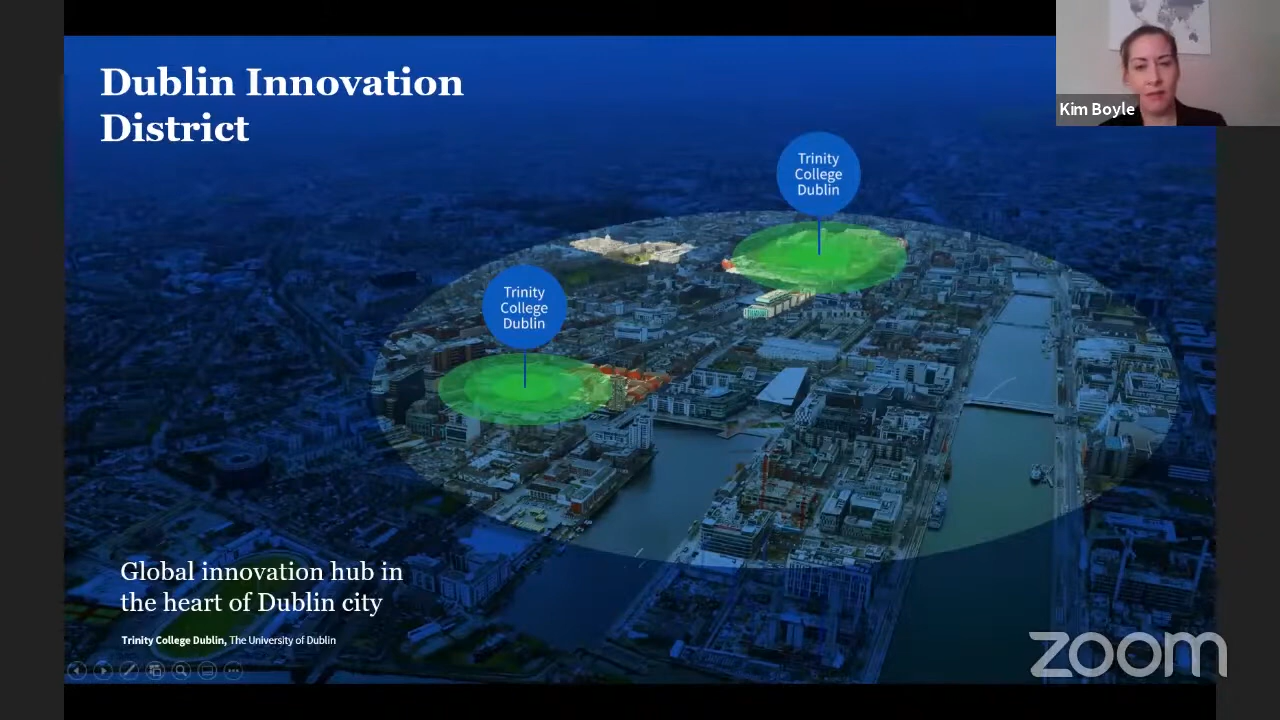 Dublin Innovation
District
Kim Boyle
Trinity
College
Dublin
Trinity
College
Dublin
Global innovation hub in
the heart of Dublin city
Trinity College Dublin, The University of Dublin
zoom